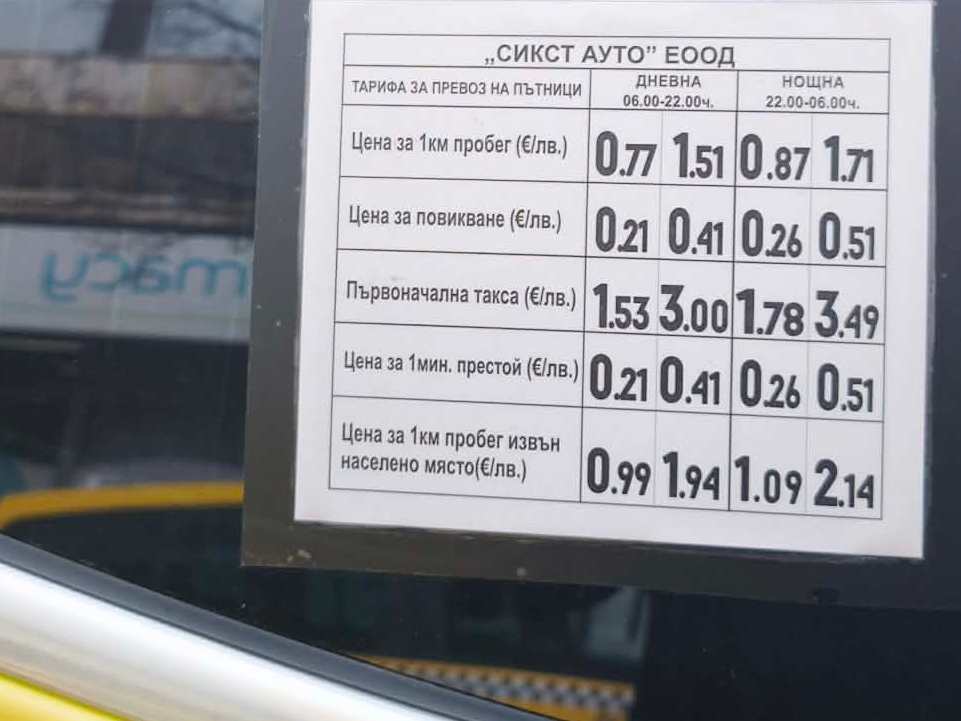 „СИКСТ АУТО” ЕООД
ТАРИФА ЗА ПРЕВОЗ НА ПЪТНИЦИ ДНЕВНА 06.00-22.00ч. НОЩНА 22.00-06.00ч.
Цена за 1км пробег (€/лв.) 0.77 1.51 0.87 1.71
Цена за повикване (€/лв.) 0.21 0.41 0.26 0.51
Първоначална такса (€/лв.) 1.53 3.00 1.78 3.49
Цена за 1мин. престой (€/лв.) 0.21 0.41 0.26 0.51
Цена за 1км пробег извън
населено място(€/лв.) 0.99 1.94 1.09 2.14